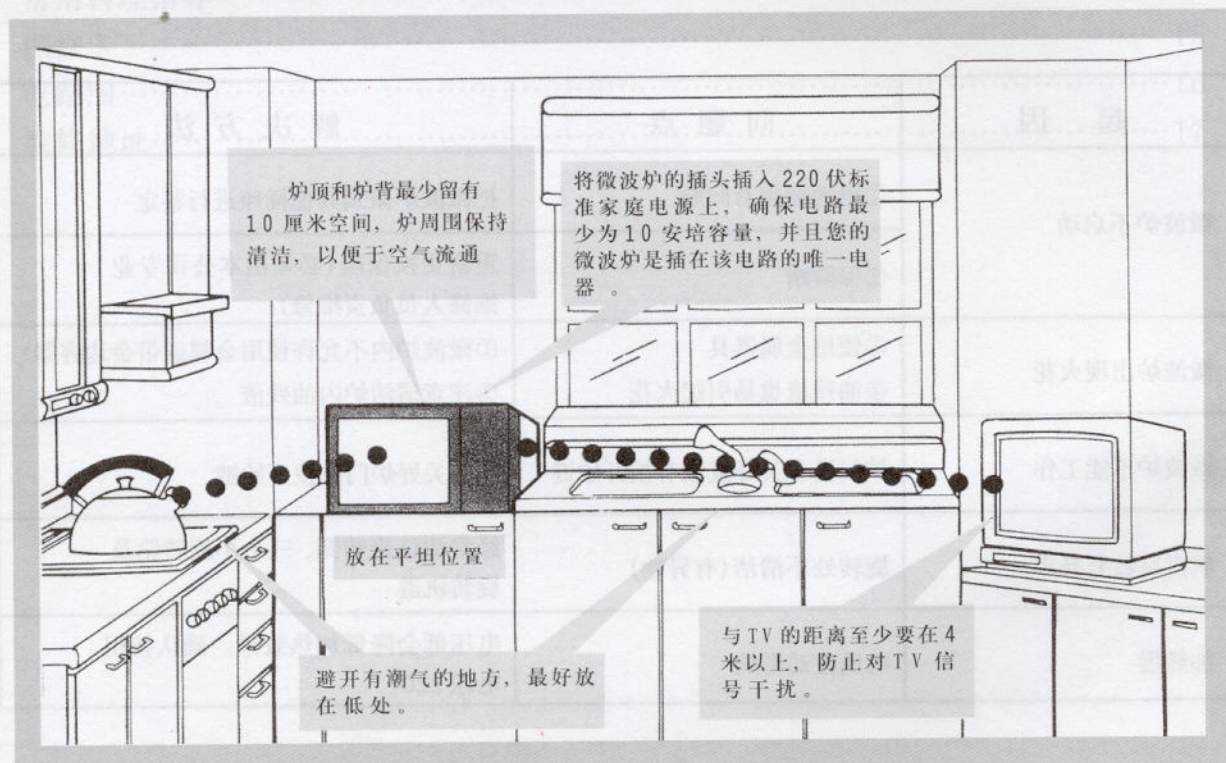 炉顶和炉背最少留有
10 厘米空间，炉周围保持
清洁，以便于空气流通
将微波炉的插头插入 220 伏标
准家庭电源上，确保电路最
少为10 安培容量，并且您的
微波炉是插在该电路的唯一电
器 。
放在平坦位置
避开有潮气的地方，最好放
在低处。
与TV 的距离至少要在 4
米以上，防止对TV 信
号干扰。